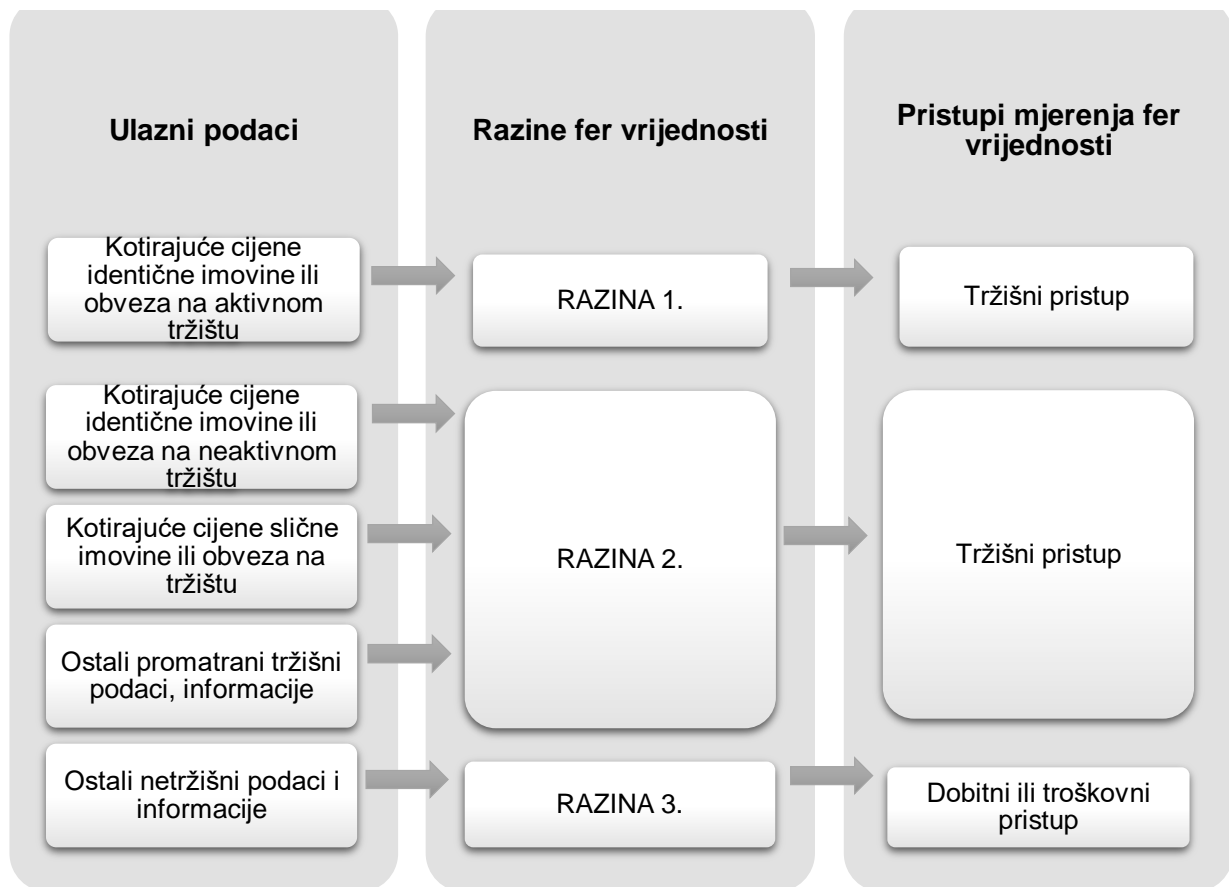 Ulazni podaci
Razine fer vrijednosti
Pristupi mjerenja fer
vrijednosti
Kotirajuće cijene
identične imovine ili
obveza na aktivnom
tržištu
RAZINA 1.
Tržišni pristup
Kotirajuće cijene
identične imovine ili
obveza na neaktivnom
tržištu
Kotirajuće cijene slične
imovine ili obveza na
tržištu
Ostali promatrani tržišni
podaci, informacije
RAZINA 2.
Tržišni pristup
Ostali netržišni podaci i
informacije
RAZINA 3.
Dobitni ili troškovni
pristup